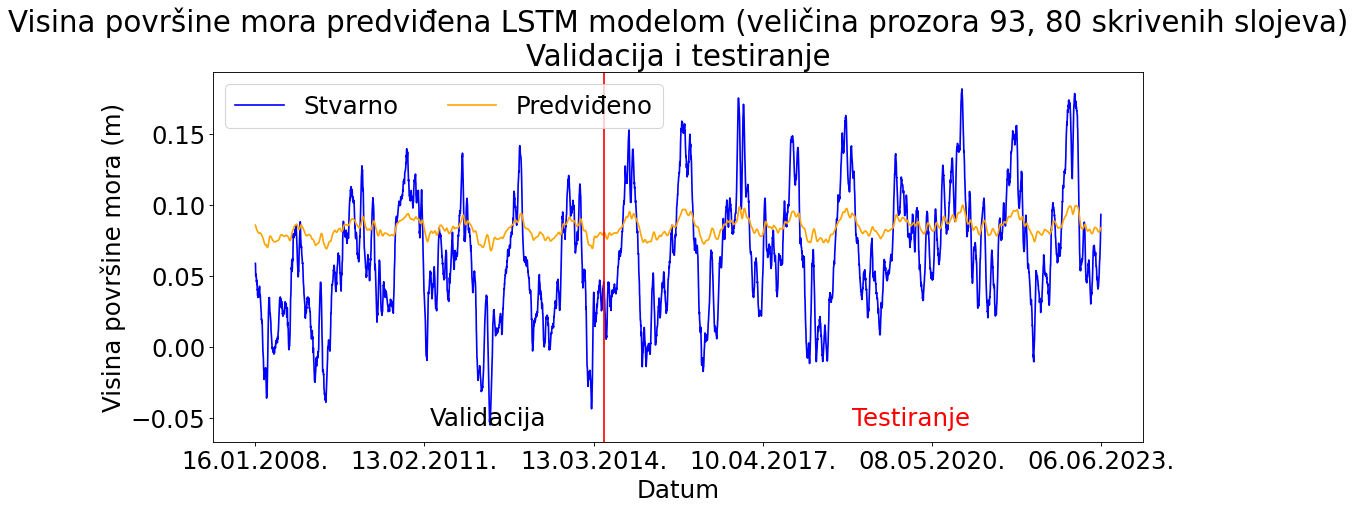 Visina površine mora predviđena LSTM modelom (veličina prozora 93, 80 skrivenih slojeva)
Validacija i testiranje
Stvarno
Predviđeno
Visina površine mora (m)
0.15
0.10
0.05
0.00
−0.05
Validacija
Testiranje
16.01.2008.
13.02.2011.
13.03.2014.
10.04.2017.
08.05.2020.
06.06.2023.
Datum